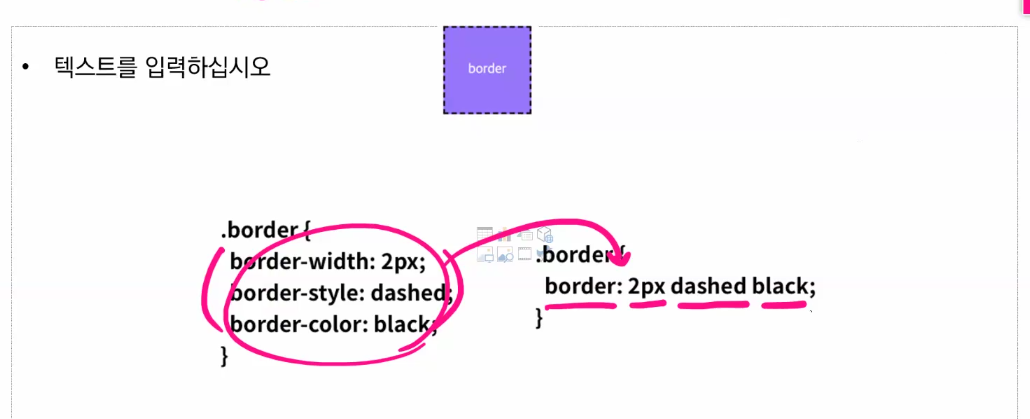 border
• 텍스트를 입력하십시오
.border {
border-width: 2px;
border-style: dashed;
border-color: black;
}
.border {
border: 2px dashed black;
}